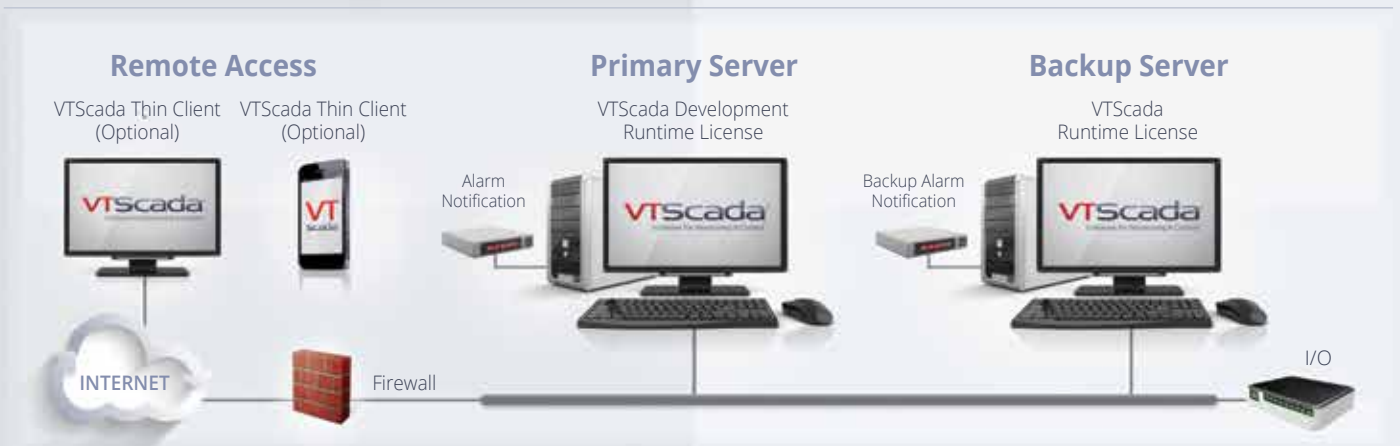 Remote Access
VTScada Thin Client
(Optional)
VTScada Thin Client
(Optional)
VTScada
VT
scada
INTERNET
Firewall
Primary Server
VTScada Development
Runtime License
Alarm
Notification
VTScada
Backup Server
VTScada
Runtime License
Backup Alarm
Notification
VTScada
I/O